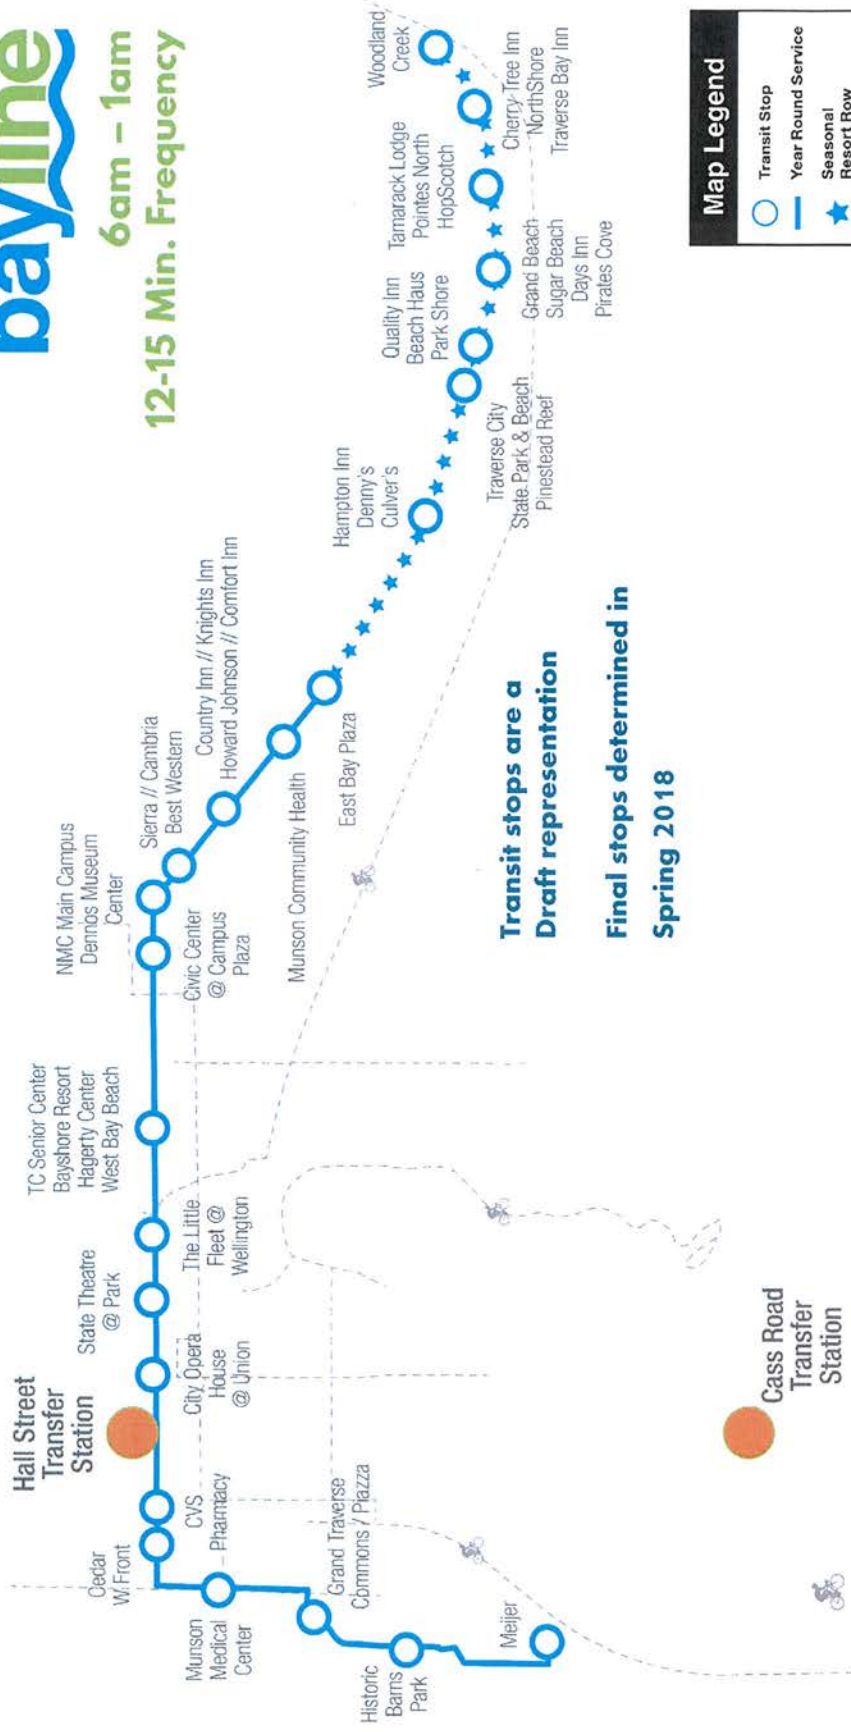 bayline
6am – 1am
12-15 Min. Frequency
Woodland
Creek
Cherry Tree Inn
NorthShore
Traverse Bay Inn
Tamarack Lodge
Pointes North
HopScotch
Grand Beach
Sugar Beach
Days Inn
Pirates Cove
Quality Inn
Beach Haus
Park Shore
Traverse City
State Park & Beach
Pinestead Reef
Hampton Inn
Denny's
Culver's
East Bay Plaza
Munson Community Health
Country Inn // Knights Inn
Howard Johnson // Comfort Inn
Sierra // Cambria
Best Western
NMC Main Campus
Dennos Museum
Center
Civic Center
@ Campus
Plaza
TC Senior Center
Bayshore Resort
Hagerty Center
West Bay Beach
The Little
Fleet @
Wellington
State Theatre
@ Park
City Opera
House
@ Union
Hall Street
Transfer
Station
CVS
Pharmacy
Cedar
W. Front
Munson
Medical
Center
Grand Traverse
Commons / Piazza
Historic
Barns
Park
Meijer
Cass Road
Transfer
Station
Transit stops are a
Draft representation
Final stops determined in
Spring 2018
Map Legend
Transit Stop
Year Round Service
Seasonal
Resort Row